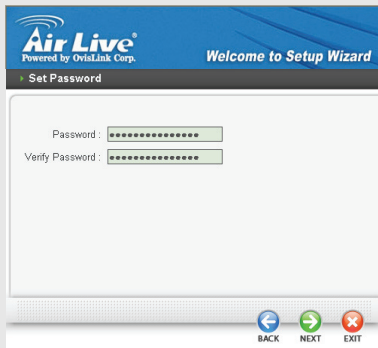 Air Live®
Powered by OvisLink Corp.
Welcome to Setup Wizard
Set Password
Password : •••••••••••••••
Verify Password : •••••••••••••••
BACK NEXT EXIT